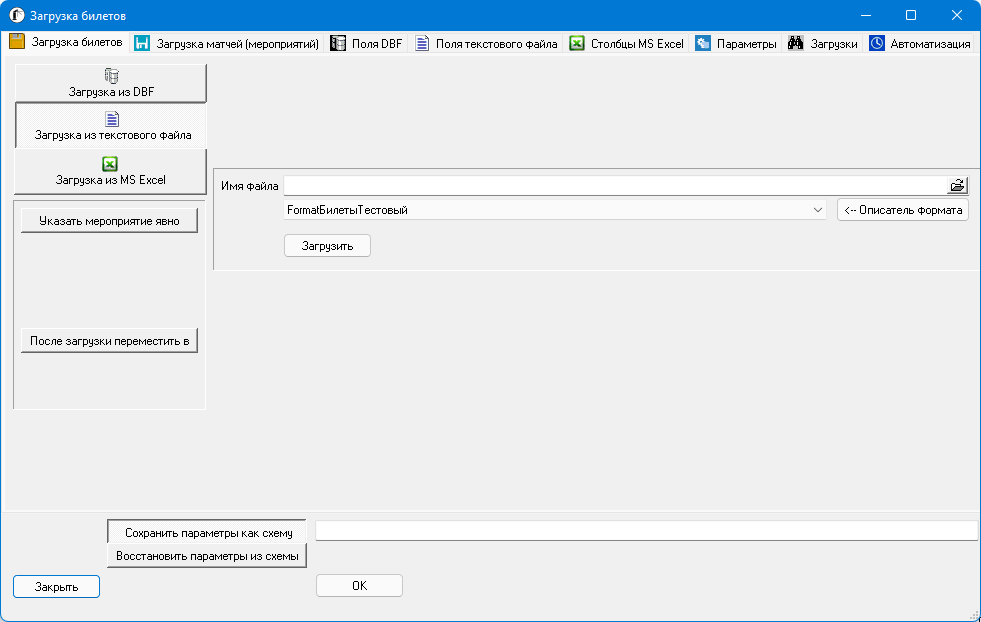 Загрузка билетов
Загрузка билетов
Загрузка матчей (мероприятий)
Поля DBF
Поля текстового файла
Столбцы MS Excel
Параметры
Загрузки
Автоматизация
Загрузка из DBF
Загрузка из текстового файла
Загрузка из MS Excel
Указать мероприятие явно
После загрузки переместить в
Имя файла
FormatБилетыТестовый
<-- Описатель формата
Загрузить
Сохранить параметры как схему
Восстановить параметры из схемы
Закрыть
OK